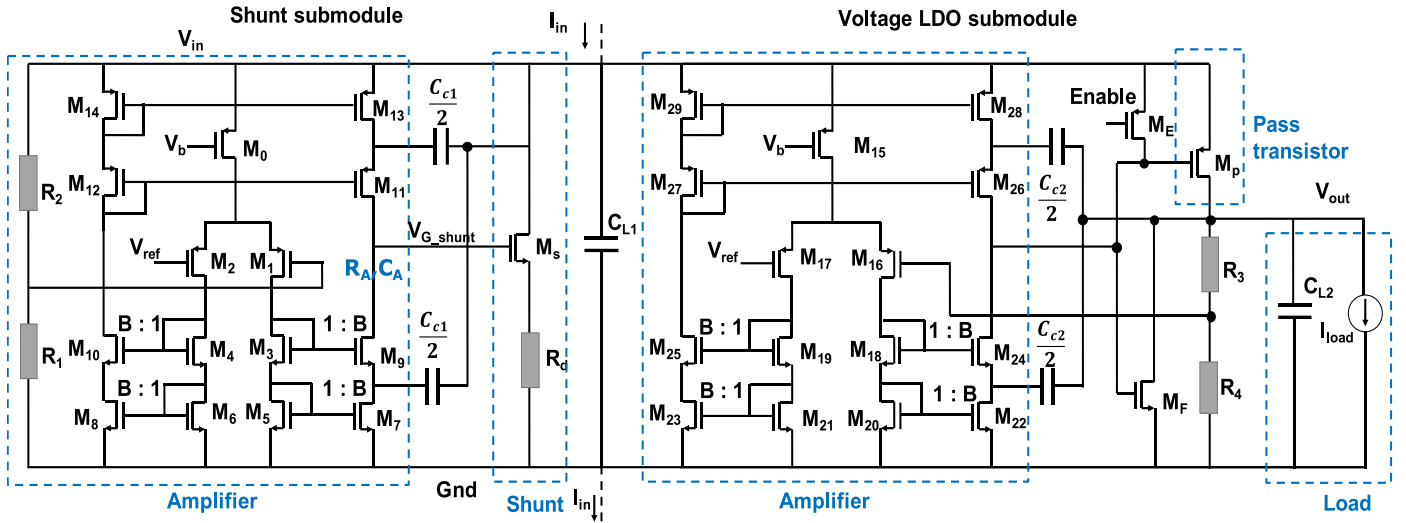 Shunt submodule
I_in
Voltage LDO submodule
V_in
M_14
M_13
C_c1/2
M_29
M_28
Enable
M_E
Pass transistor
V_b
M_0
V_b
M_15
M_p
M_12
M_11
M_27
M_26
C_c2/2
V_out
R_2
V_G_shunt
M_s
C_L1
V_ref
M_2
M_1
R_A,C_A
V_ref
M_17
M_16
R_3
C_L2
I_load
B : 1
1 : B
C_c1/2
B : 1
1 : B
C_c2/2
R_1
M_10
M_4
M_3
M_9
R_d
M_25
M_19
M_18
M_24
B : 1
1 : B
B : 1
1 : B
M_F
R_4
M_8
M_6
M_5
M_7
M_23
M_21
M_20
M_22
Amplifier
Gnd
Shunt
I_in
Amplifier
Load